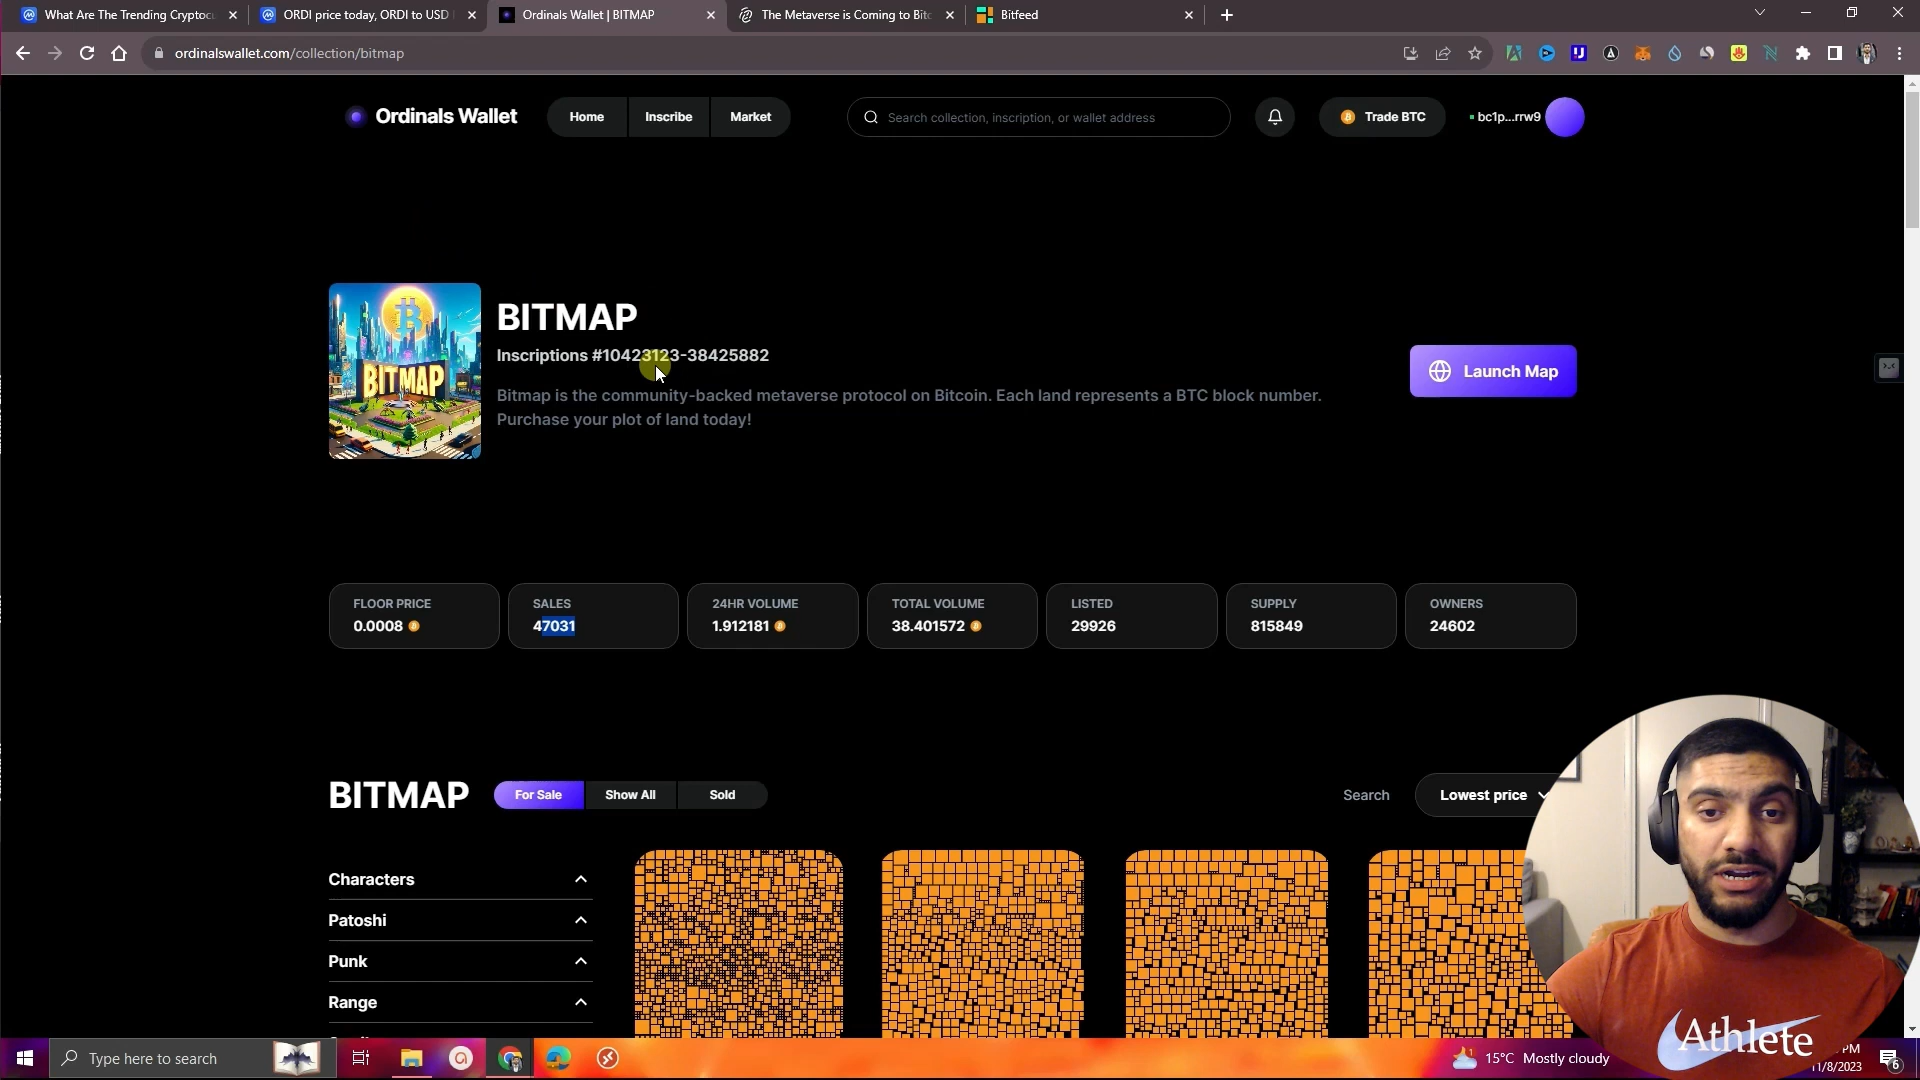 What Are The Trending Cryptocu
ORDI price today, ORDI to USD
Ordinals Wallet | BITMAP
The Metaverse is Coming to Bitc
Bitfeed
ordinalswallet.com/collection/bitmap
Ordinals Wallet
Home
Inscribe
Market
Search collection, inscription, or wallet address
Trade BTC
bc1p...rrw9
BITMAP
BITMAP
Inscriptions #10423123-38425882
Bitmap is the community-backed metaverse protocol on Bitcoin. Each land represents a BTC block number.
Purchase your plot of land today!
Launch Map
FLOOR PRICE
0.0008
SALES
47031
24HR VOLUME
1.912181
TOTAL VOLUME
38.401572
LISTED
29926
SUPPLY
815849
OWNERS
24602
BITMAP
For Sale
Show All
Sold
Search
Lowest price
Characters
Patoshi
Punk
Range
Athlete
Type here to search
15°C Mostly cloudy
PM
11/8/2023
6